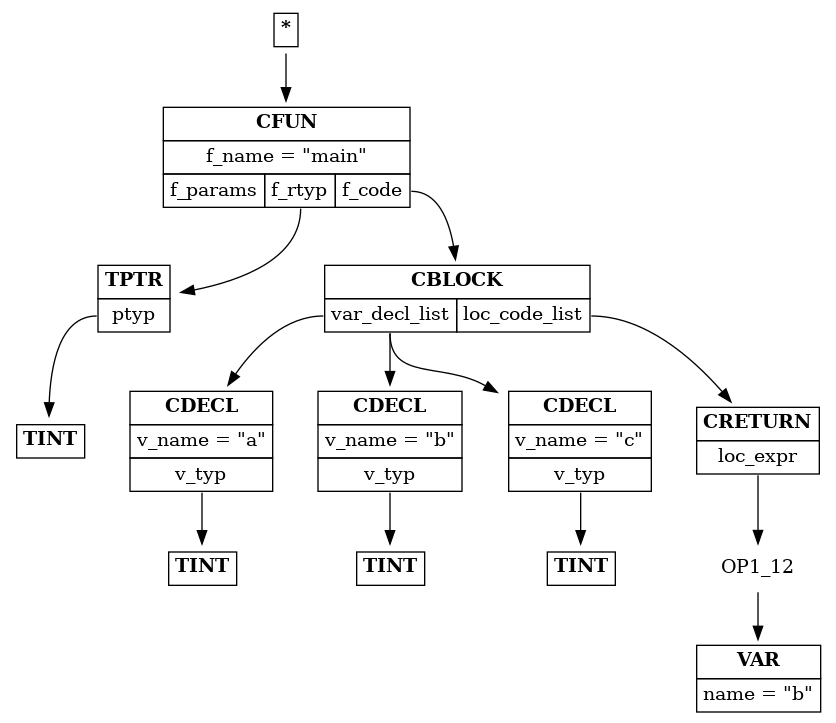 *
CFUN
f_name = "main"
f_params f_rtyp f_code
TPTR
ptyp
CBLOCK
var_decl_list loc_code_list
TINT
CDECL
v_name = "a"
v_typ
CDECL
v_name = "b"
v_typ
CDECL
v_name = "c"
v_typ
CRETURN
loc_expr
TINT
TINT
TINT
OP1_12
VAR
name = "b"